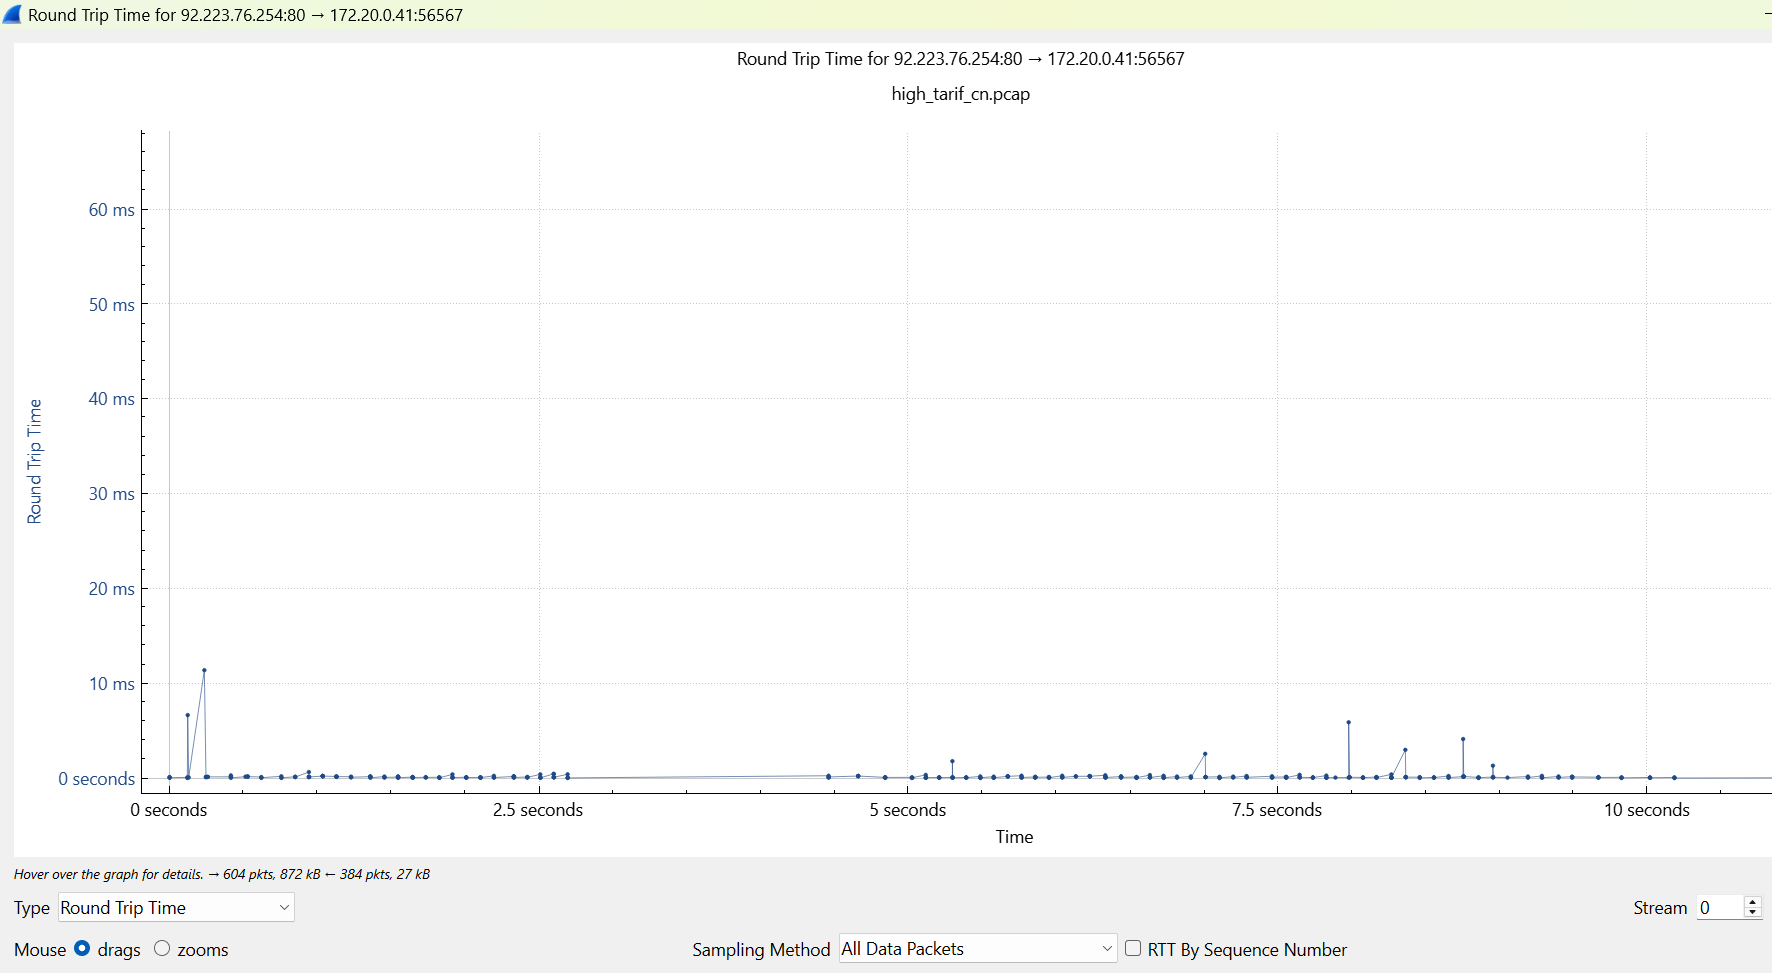 Round Trip Time for 92.223.76.254:80 → 172.20.0.41:56567
Round Trip Time for 92.223.76.254:80 → 172.20.0.41:56567
high_tarif_cn.pcap
60 ms
50 ms
40 ms
30 ms
20 ms
10 ms
0 seconds
Round Trip Time
0 seconds 2.5 seconds 5 seconds 7.5 seconds 10 seconds
Time
Hover over the graph for details. → 604 pkts, 872 kB ← 384 pkts, 27 kB
Type Round Trip Time Stream 0
Mouse drags zooms Sampling Method All Data Packets RTT By Sequence Number